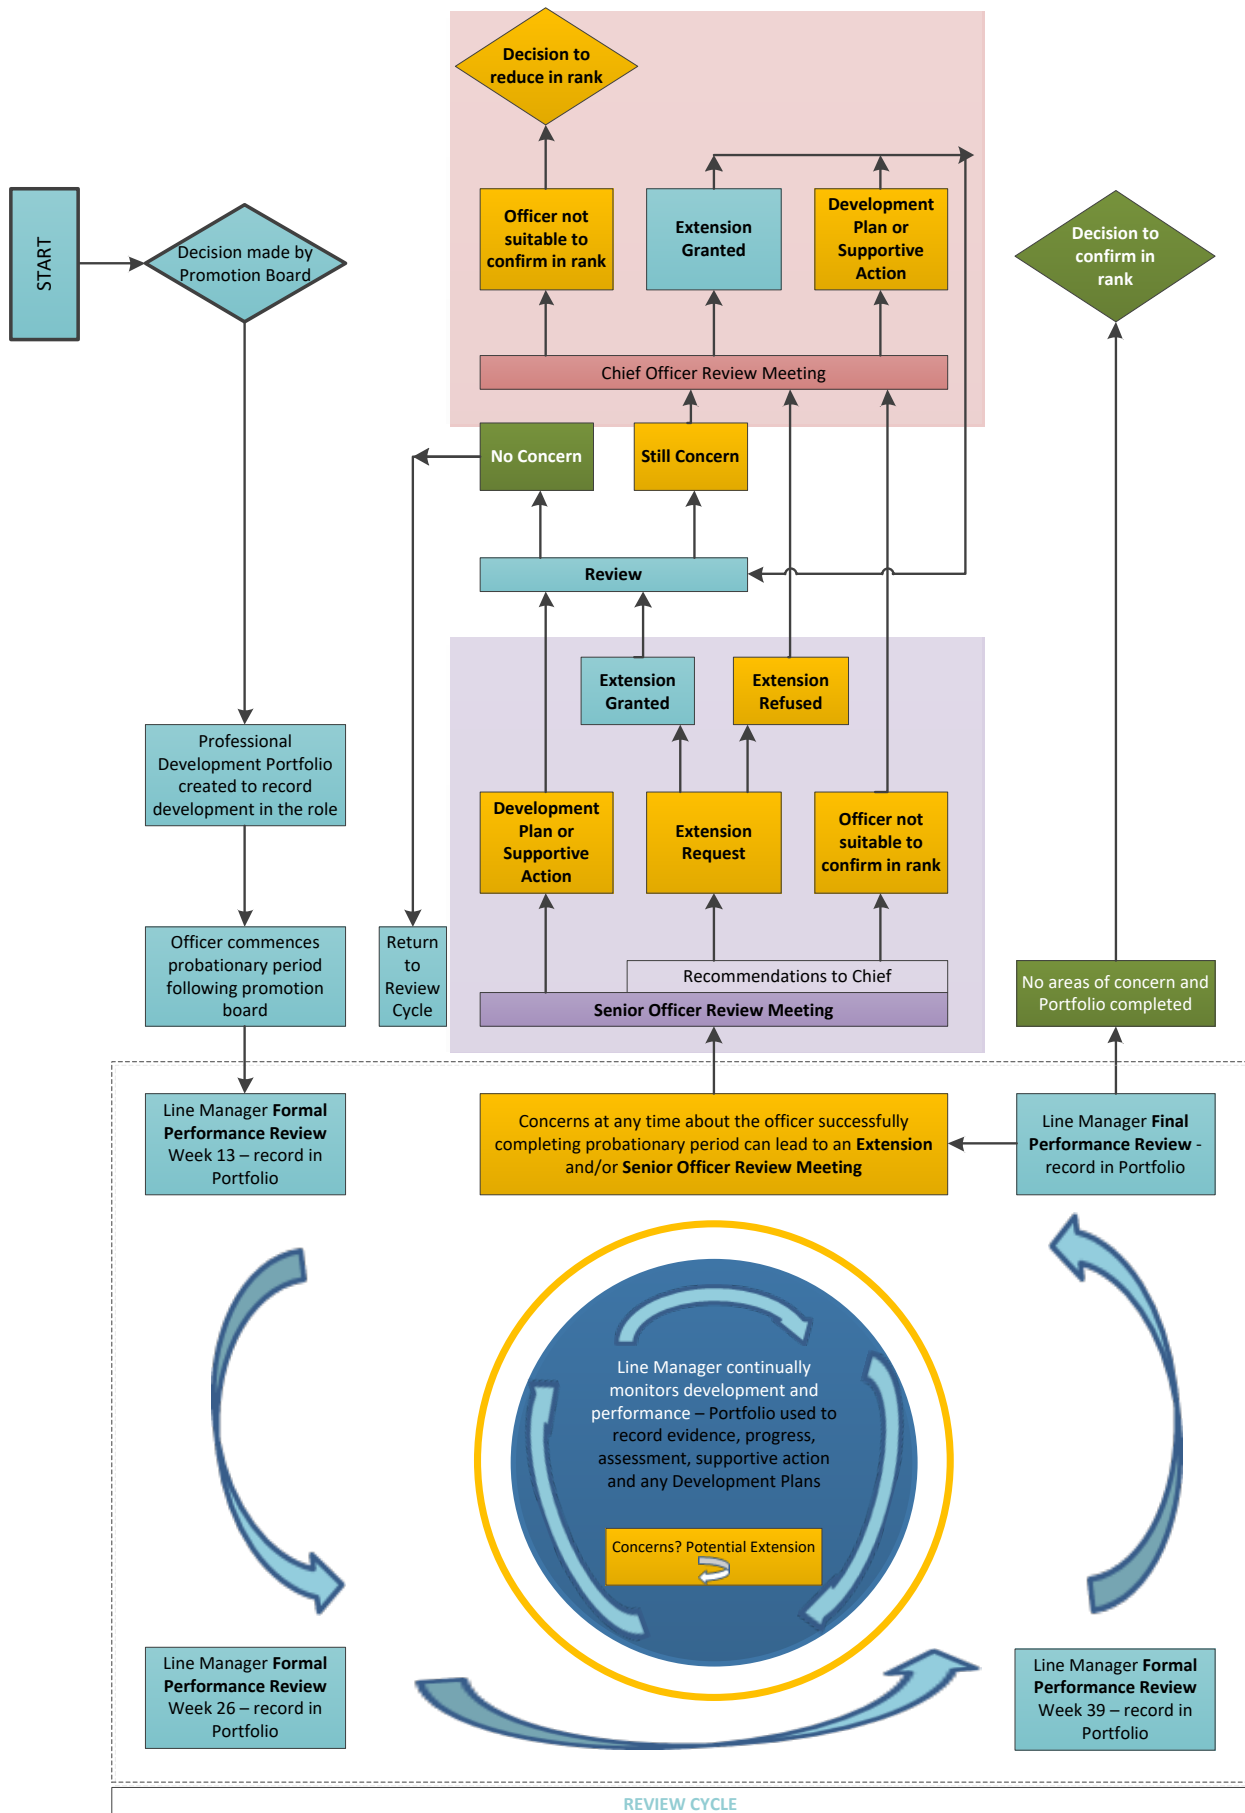 Decision to
reduce in rank
START
Decision made by
Promotion Board
Officer not
suitable to
confirm in rank
Extension
Granted
Development
Plan or
Supportive
Action
Decision to
confirm in
rank
Chief Officer Review Meeting
No Concern
Still Concern
Review
Extension
Granted
Extension
Refused
Professional
Development Portfolio
created to record
development in the role
Development
Plan or
Supportive
Action
Extension
Request
Officer not
suitable to
confirm in rank
Officer commences
probationary period
following promotion
board
Return
to
Review
Cycle
Recommendations to Chief
Senior Officer Review Meeting
No areas of concern and
Portfolio completed
Line Manager Formal
Performance Review
Week 13 – record in
Portfolio
Concerns at any time about the officer successfully
completing probationary period can lead to an Extension
and/or Senior Officer Review Meeting
Line Manager Final
Performance Review -
record in Portfolio
Line Manager continually
monitors development and
performance – Portfolio used to
record evidence, progress,
assessment, supportive action
and any Development Plans
Concerns? Potential Extension
Line Manager Formal
Performance Review
Week 26 – record in
Portfolio
Line Manager Formal
Performance Review
Week 39 – record in
Portfolio
REVIEW CYCLE